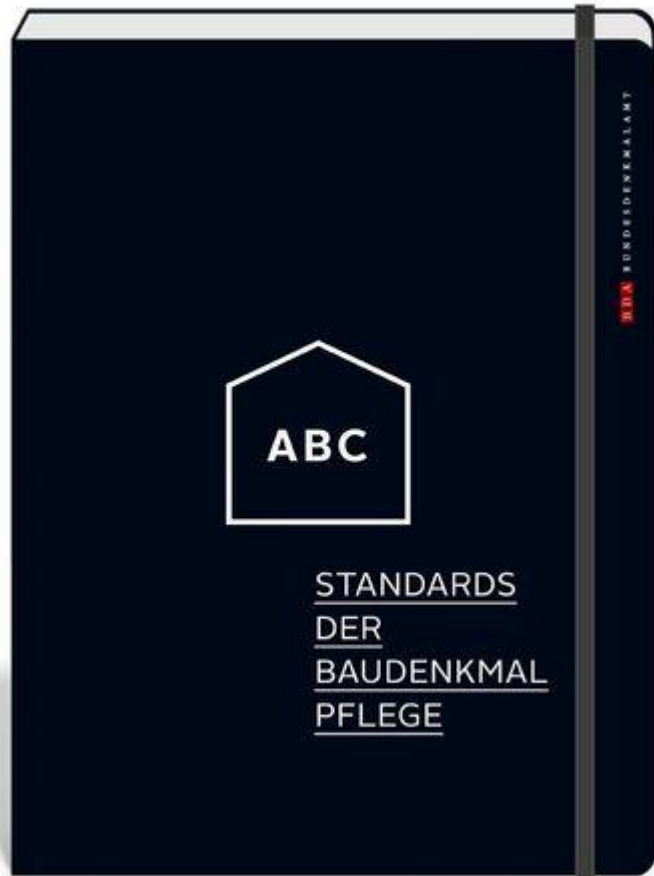 ABC
STANDARDS
DER
BAUDENKMAL
PFLEGE
BDA BUNDESDENKMALAMT